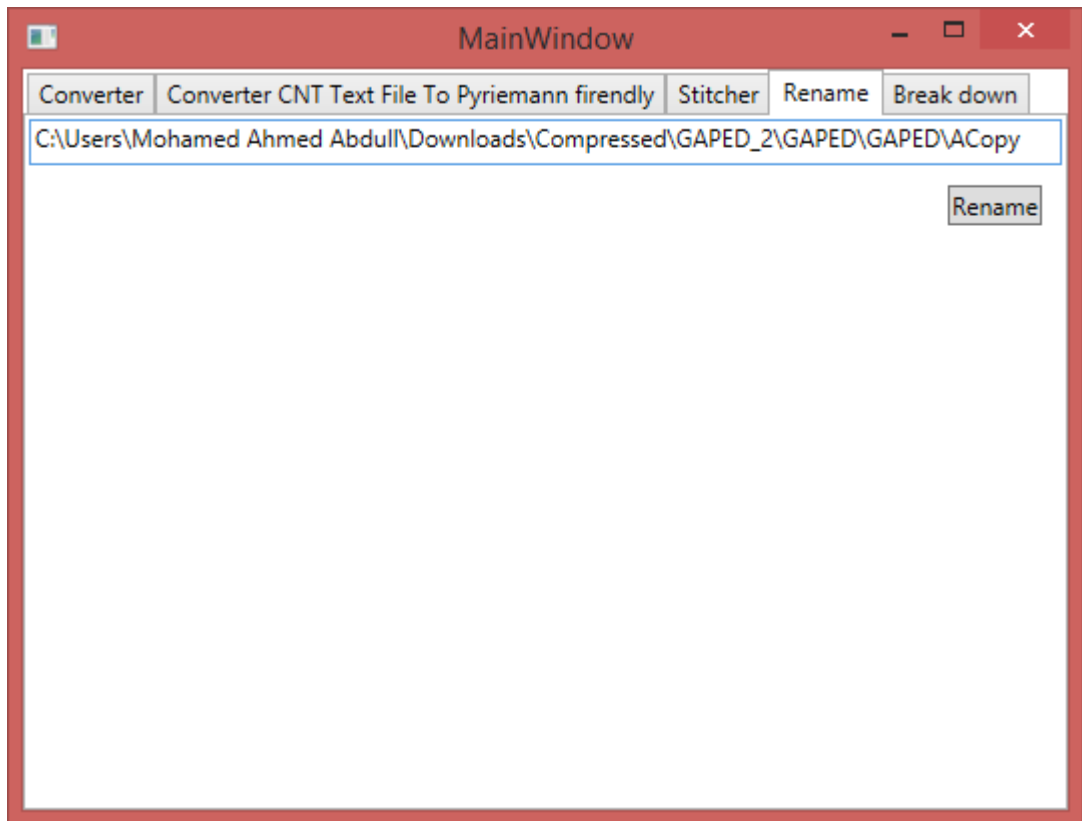 MainWindow
Converter Converter CNT Text File To Pyriemann firendly Stitcher Rename Break down
C:\Users\Mohamed Ahmed Abdull\Downloads\Compressed\GAPED_2\GAPED\GAPED\ACopy
Rename